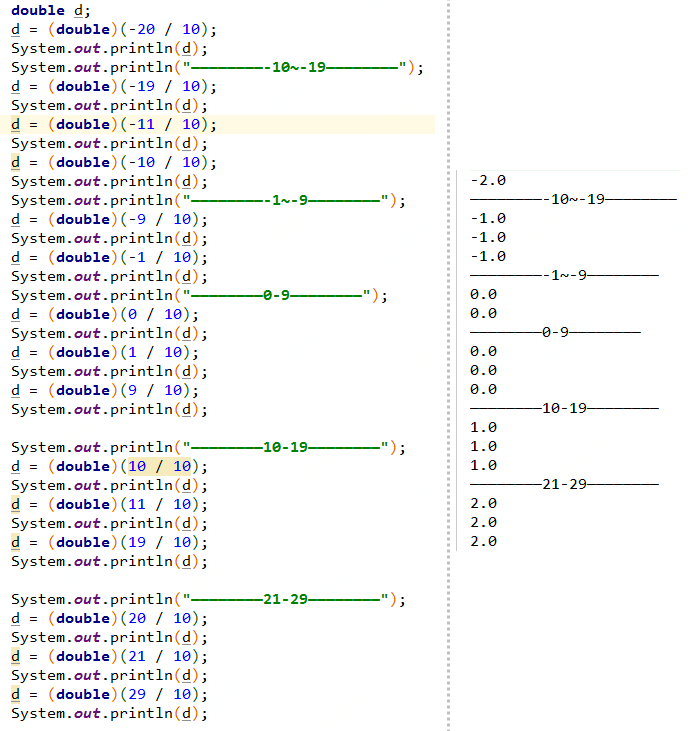 double d;
d = (double)(-20 / 10);
System.out.println(d);
System.out.println("————————-10~-19————————");
d = (double)(-19 / 10);
System.out.println(d);
d = (double)(-11 / 10);
System.out.println(d);
d = (double)(-10 / 10);
System.out.println(d);
System.out.println("————————-1~-9————————");
d = (double)(-9 / 10);
System.out.println(d);
d = (double)(-1 / 10);
System.out.println(d);
System.out.println("————————0-9————————");
d = (double)(0 / 10);
System.out.println(d);
d = (double)(1 / 10);
System.out.println(d);
d = (double)(9 / 10);
System.out.println(d);
System.out.println("————————10-19————————");
d = (double)(10 / 10);
System.out.println(d);
d = (double)(11 / 10);
System.out.println(d);
d = (double)(19 / 10);
System.out.println(d);
System.out.println("————————21-29————————");
d = (double)(20 / 10);
System.out.println(d);
d = (double)(21 / 10);
System.out.println(d);
d = (double)(29 / 10);
System.out.println(d);
-2.0
————————-10~-19————————
-1.0
-1.0
-1.0
————————-1~-9————————
0.0
0.0
————————0-9————————
0.0
0.0
0.0
————————10-19————————
1.0
1.0
1.0
————————21-29————————
2.0
2.0
2.0